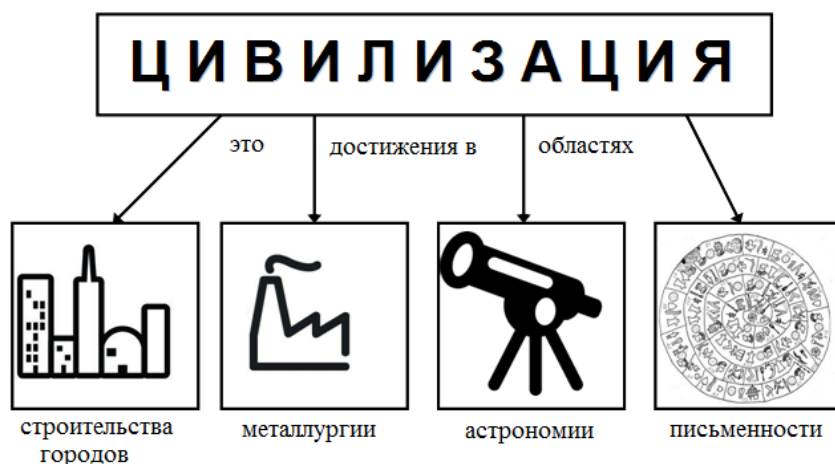 ЦИВИЛИЗАЦИЯ
это достижения в областях
строительства
городов
металлургии
астрономии
письменности